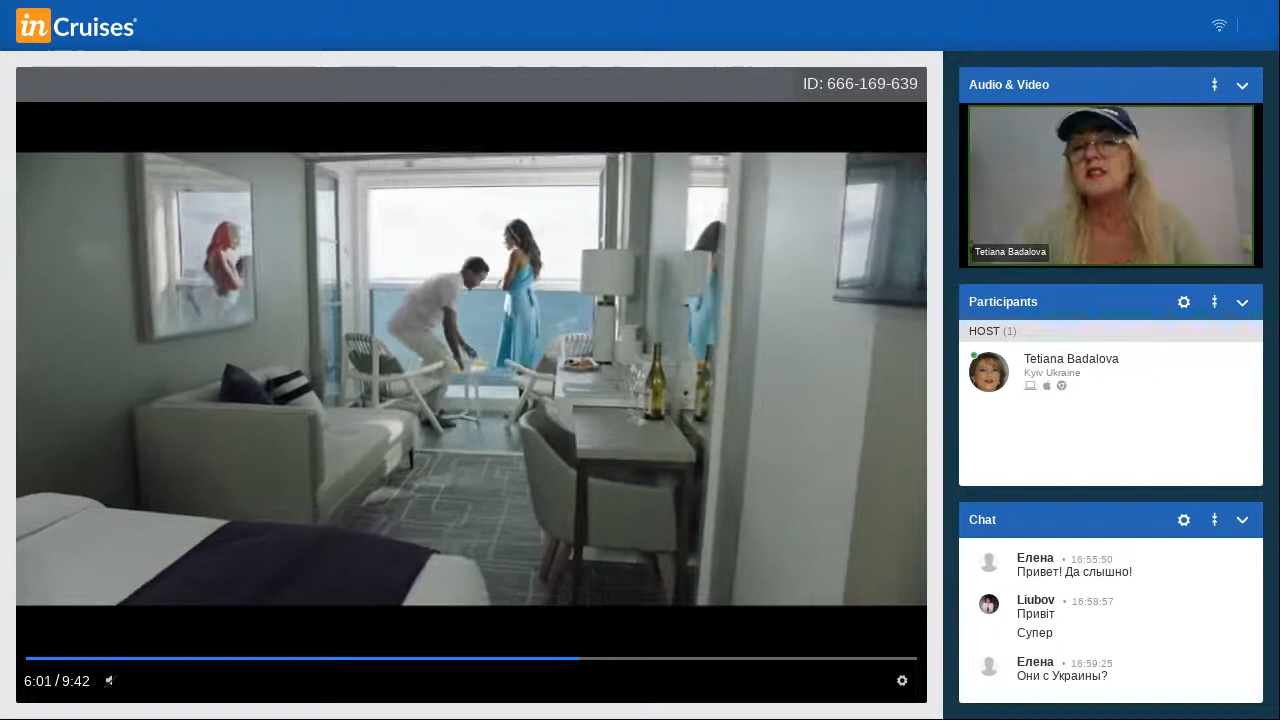 in Cruises®
ID: 666-169-639
6:01 / 9:42
Audio & Video
Tetiana Badalova
Participants
HOST (1)
Tetiana Badalova
Kyiv Ukraine
Chat
Елена • 16:55:50
Привет! Да слышно!
Liubov • 16:58:57
Привіт
Супер
Елена • 16:59:25
Они с Украины?